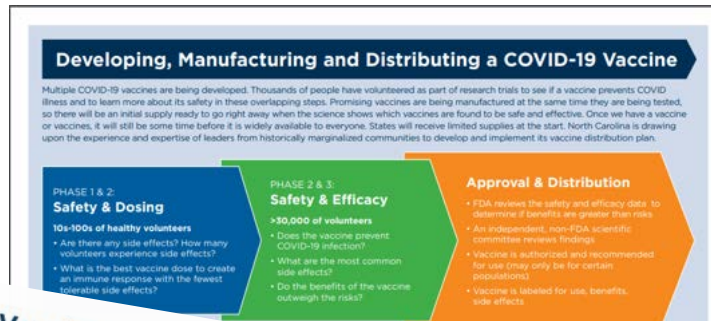 Developing, Manufacturing and Distributing a COVID-19 Vaccine
Multiple COVID-19 vaccines are being developed. Thousands of people have volunteered as part of research trials to see if a vaccine prevents COVID
illness and to learn more about its safety in these overlapping steps. Promising vaccines are being manufactured at the same time they are being tested,
so there will be an initial supply ready to go right away when the science shows which vaccines are found to be safe and effective. Once we have a vaccine
or vaccines, it will still be some time before it is widely available to everyone. States will receive limited supplies at the start. North Carolina is drawing
upon the experience and expertise of leaders from historically marginalized communities to develop and implement its vaccine distribution plan.
PHASE 1 & 2:
Safety & Dosing
10s-100s of healthy volunteers
• Are there any side effects? How many
volunteers experience side effects?
• What is the best vaccine dose to create
an immune response with the fewest
tolerable side effects?
PHASE 2 & 3:
Safety & Efficacy
>30,000 of volunteers
• Does the vaccine prevent
COVID-19 infection?
• What are the most common
side effects?
• Do the benefits of the vaccine
outweigh the risks?
Approval & Distribution
• FDA reviews the safety and efficacy date to
determine if benefits are greater than risks
• An independent, non-FDA scientific
committee reviews findings
• Vaccine is authorized and recommended
for use (may only be for certain
populations)
• Vaccine is labeled for use, benefits,
side effects